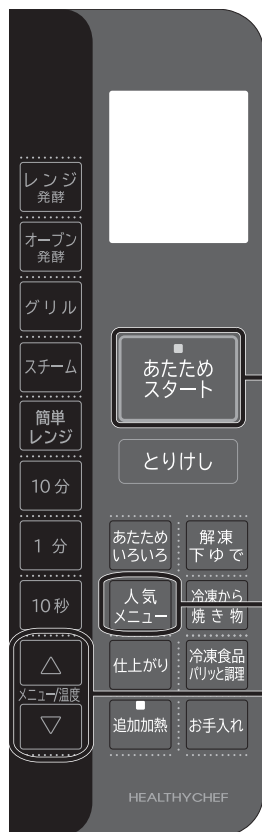 レンジ
発酵
オーブン
発酵
グリル
スチーム
簡単
レンジ
10分
1分
10秒
△
メニュー/温度
▽
あたため
スタート
とりけし
あたため
いろいろ
解凍
下ゆで
人気
メニュー
冷凍から
焼き物
仕上がり
冷凍食品
パリッと調理
追加加熱
お手入れ
HEALTHYCHEF